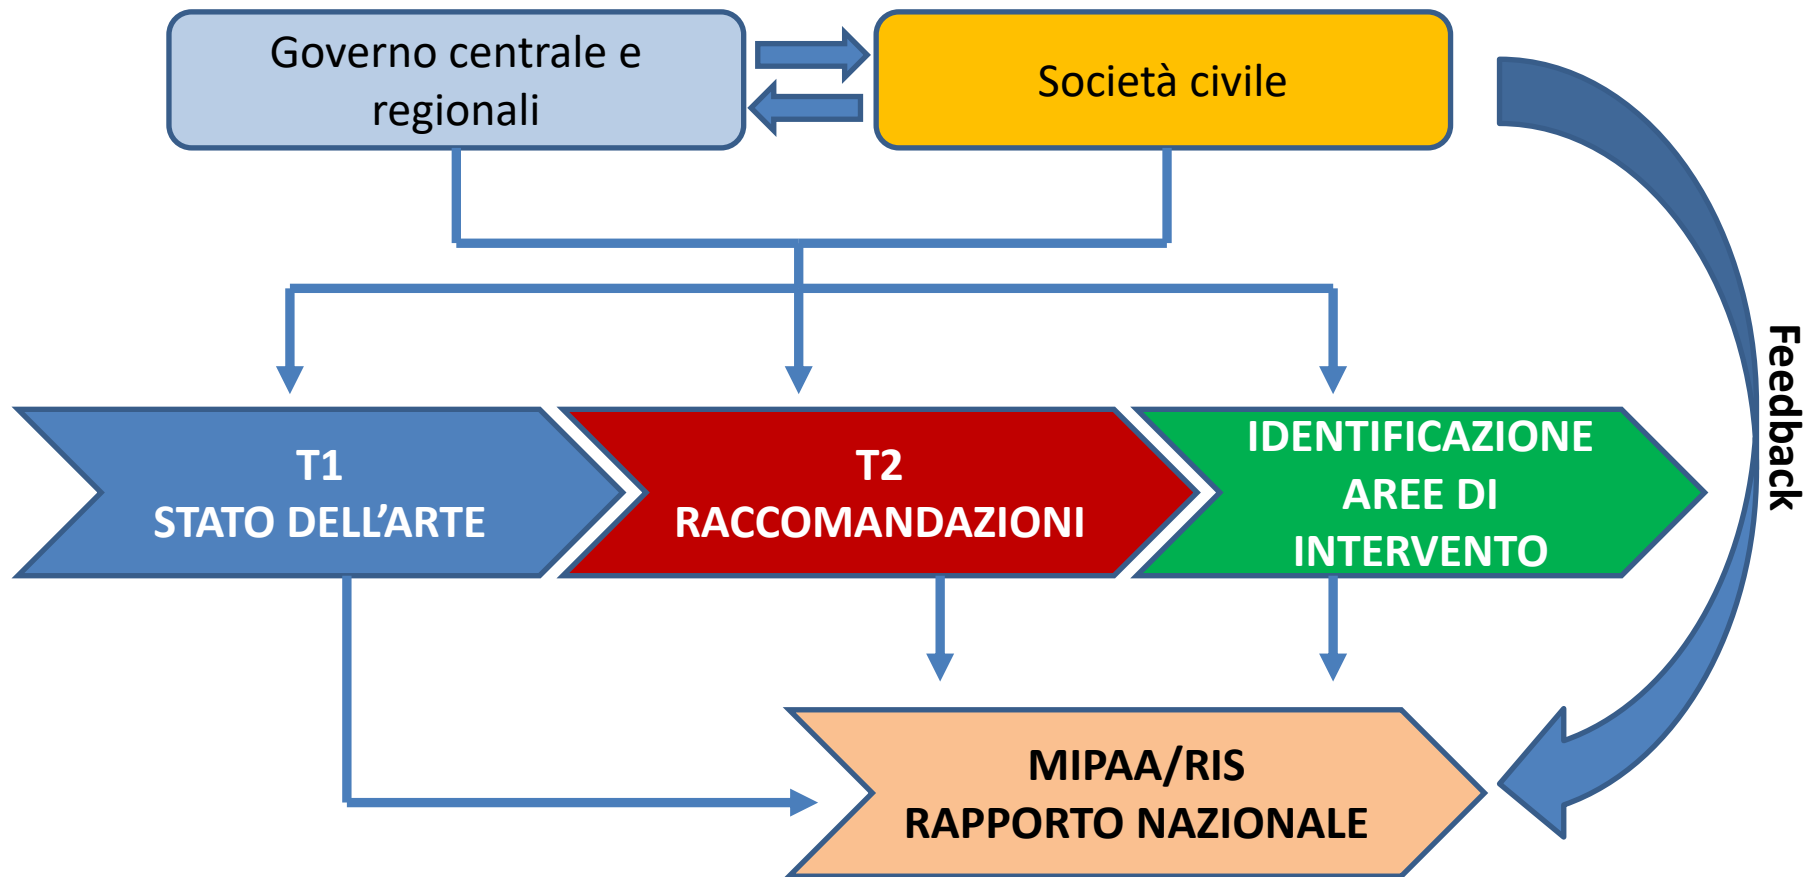 Governo centrale e
regionali
Società civile
Feedback
T1
STATO DELL’ARTE
T2
RACCOMANDAZIONI
IDENTIFICAZIONE
AREE DI
INTERVENTO
MIPAA/RIS
RAPPORTO NAZIONALE